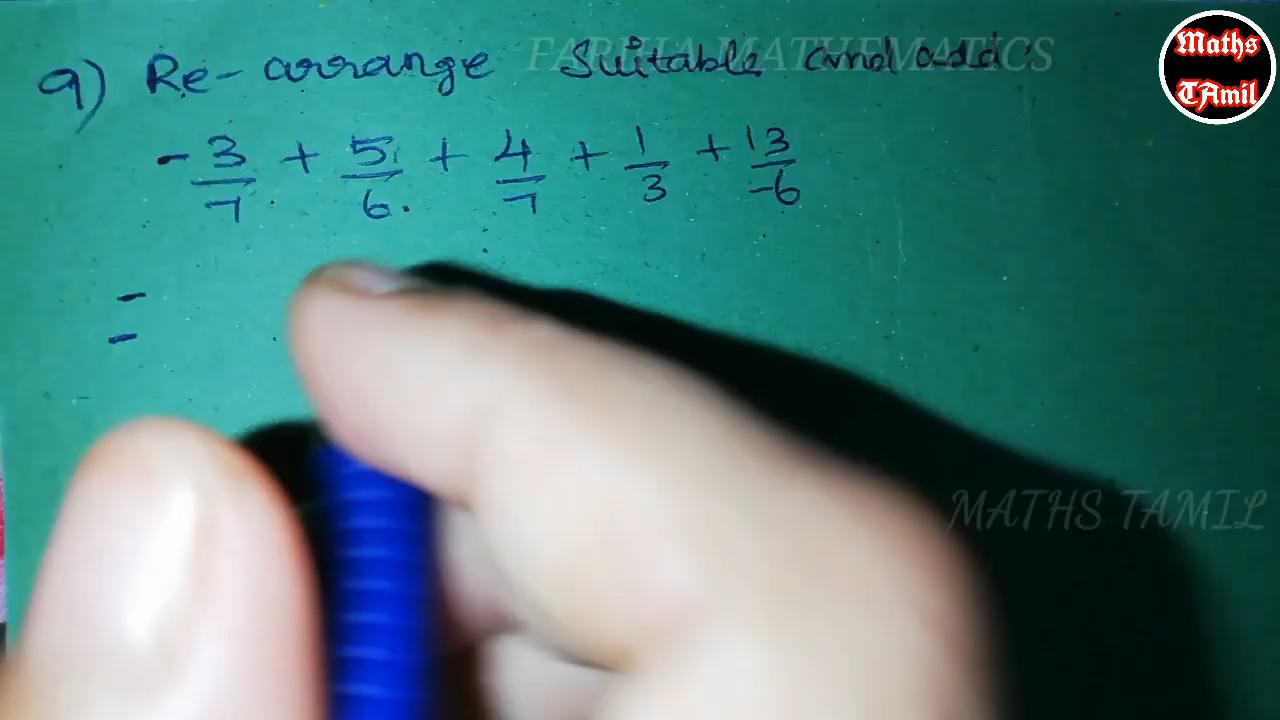 FARIHA MATHEMATICS
Maths
TAmil
9) Re-arrange Suitable and add:
-3/7 + 5/6 + 4/7 + 1/3 + 13/-6
=
MATHS TAMIL